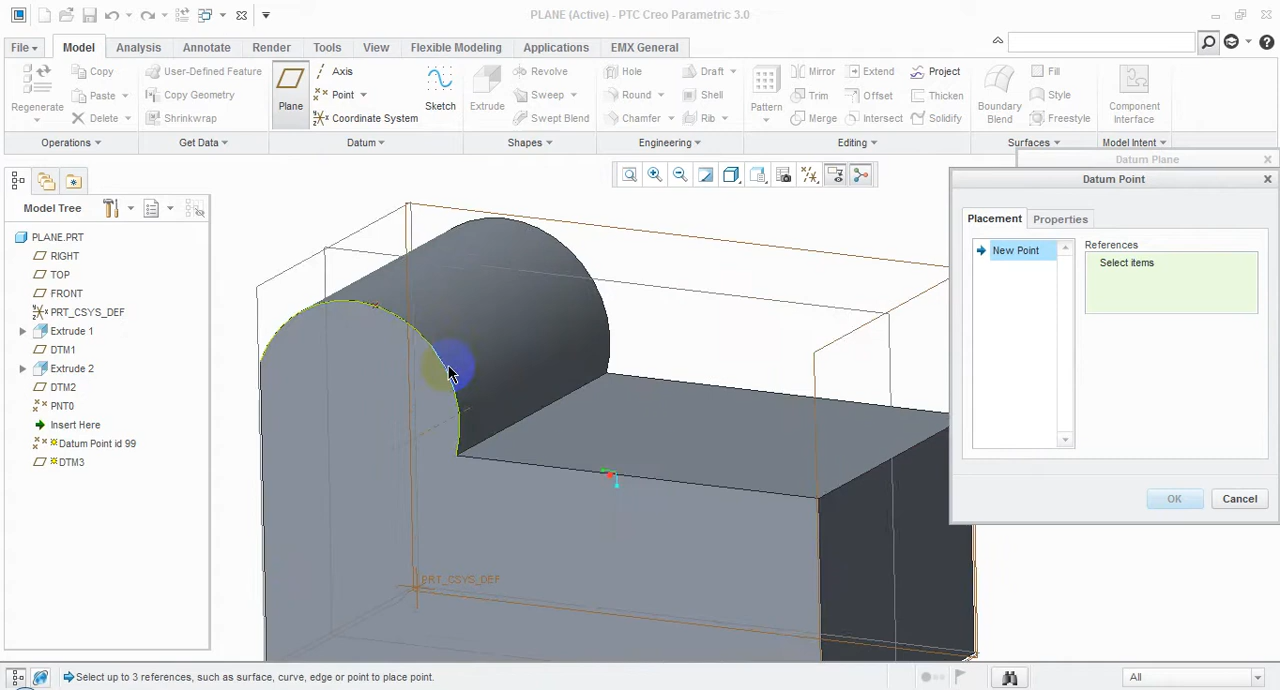 PLANE (Active) - PTC Creo Parametric 3.0
File Model Analysis Annotate Render Tools View Flexible Modeling Applications EMX General
Regenerate
Copy
Paste
Delete
User-Defined Feature
Copy Geometry
Shrinkwrap
Plane
Axis
Point
Coordinate System
Sketch
Extrude
Revolve
Sweep
Swept Blend
Hole
Round
Chamfer
Draft
Shell
Rib
Pattern
Mirror
Trim
Merge
Extend
Offset
Intersect
Project
Thicken
Solidify
Boundary
Blend
Fill
Style
Freestyle
Component
Interface
Operations Get Data Datum Shapes Engineering Editing Surfaces Model Intent
Datum Plane
Datum Point
Placement Properties
New Point
References
Select items
OK Cancel
Model Tree
PLANE.PRT
RIGHT
TOP
FRONT
PRT_CSYS_DEF
Extrude 1
DTM1
Extrude 2
DTM2
PNT0
Insert Here
Datum Point id 99
DTM3
PRT_CSYS_DEF
Select up to 3 references, such as surface, curve, edge or point to place point.
All